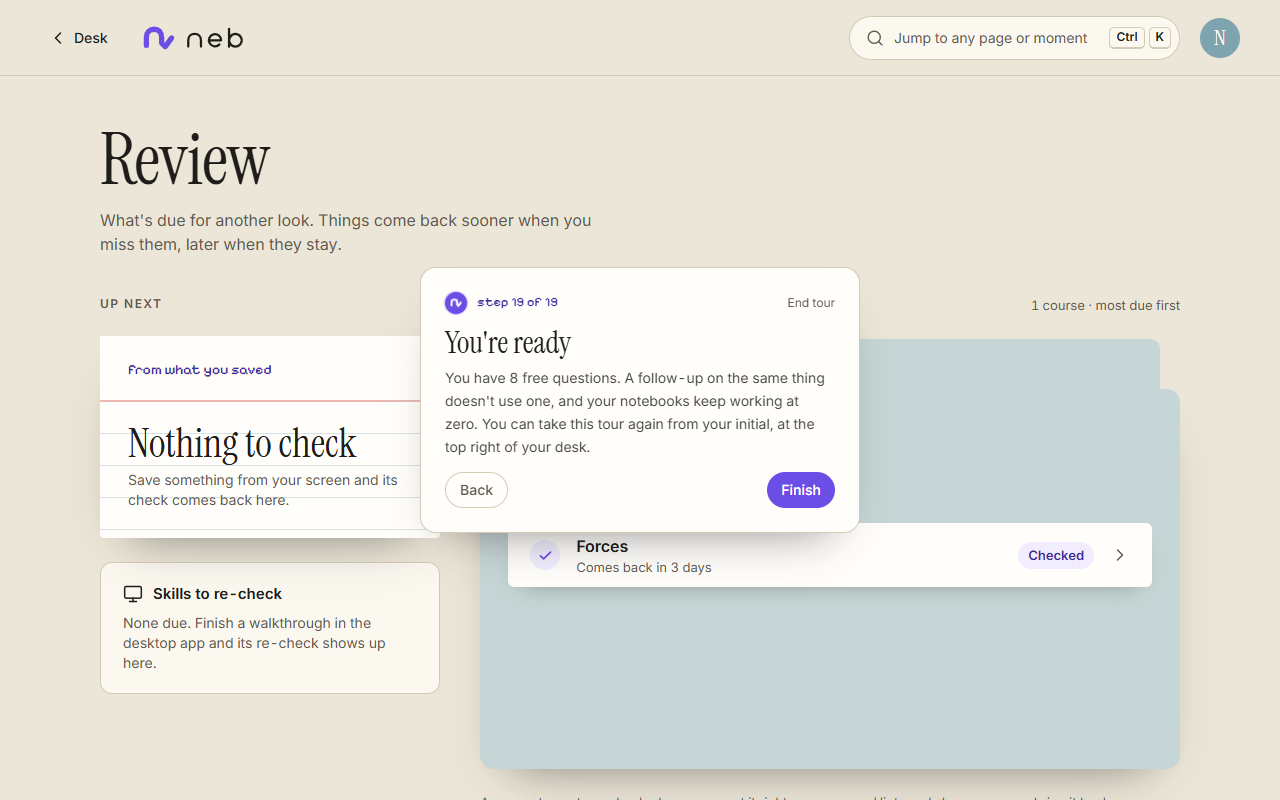 Desk
neb
Jump to any page or moment
Ctrl K
N
Review
What's due for another look. Things come back sooner when you
miss them, later when they stay.
UP NEXT
1 course · most due first
From what you saved
Nothing to check
Save something from your screen and its
check comes back here.
Skills to re-check
None due. Finish a walkthrough in the
desktop app and its re-check shows up
here.
step 19 of 19
End tour
You're ready
You have 8 free questions. A follow-up on the same thing
doesn't use one, and your notebooks keep working at
zero. You can take this tour again from your initial, at the
top right of your desk.
Back
Finish
Forces
Comes back in 3 days
Checked